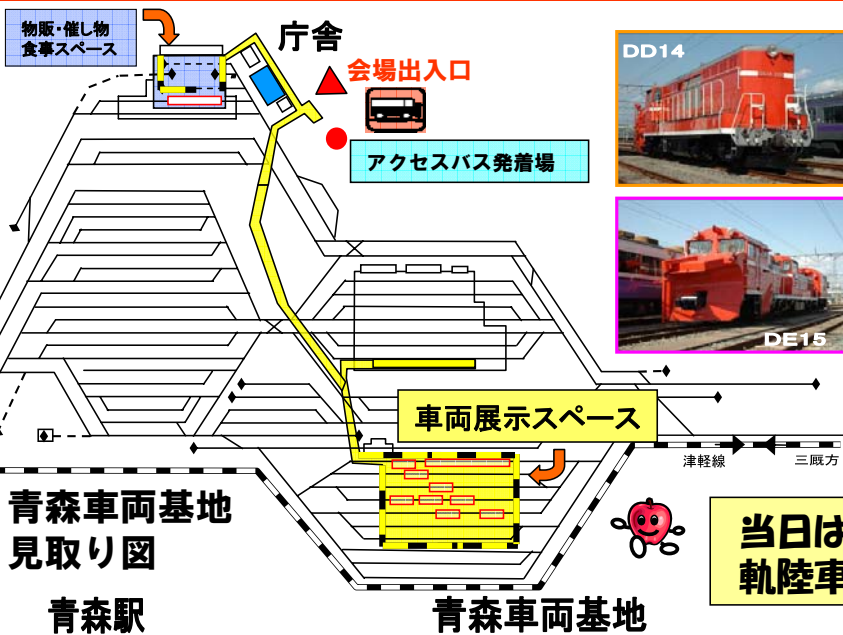 物販・催し物
食事スペース
庁舎
会場出入口
アクセスバス発着場
DD14
DE15
車両展示スペース
津軽線
三厩方
青森車両基地
見取り図
当日は
軌陸車
青森駅
青森車両基地